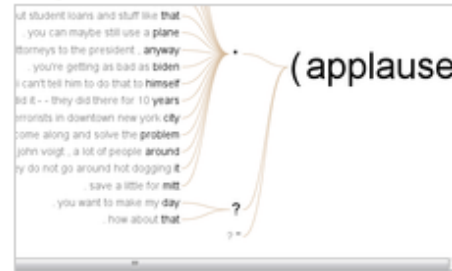 ut student loans and stuff like that
. you can maybe still use a plane
ttorneys to the president , anyway
. you're getting as bad as biden
i can't tell him to do that to himself
did it - - they did there for 10 years
errorists in downtown new york city
come along and solve the problem
john voigt , a lot of people around
ey do not go around hot dogging it
. save a little for mitt
. you want to make my day
. how about that
.
?
? "
( applause